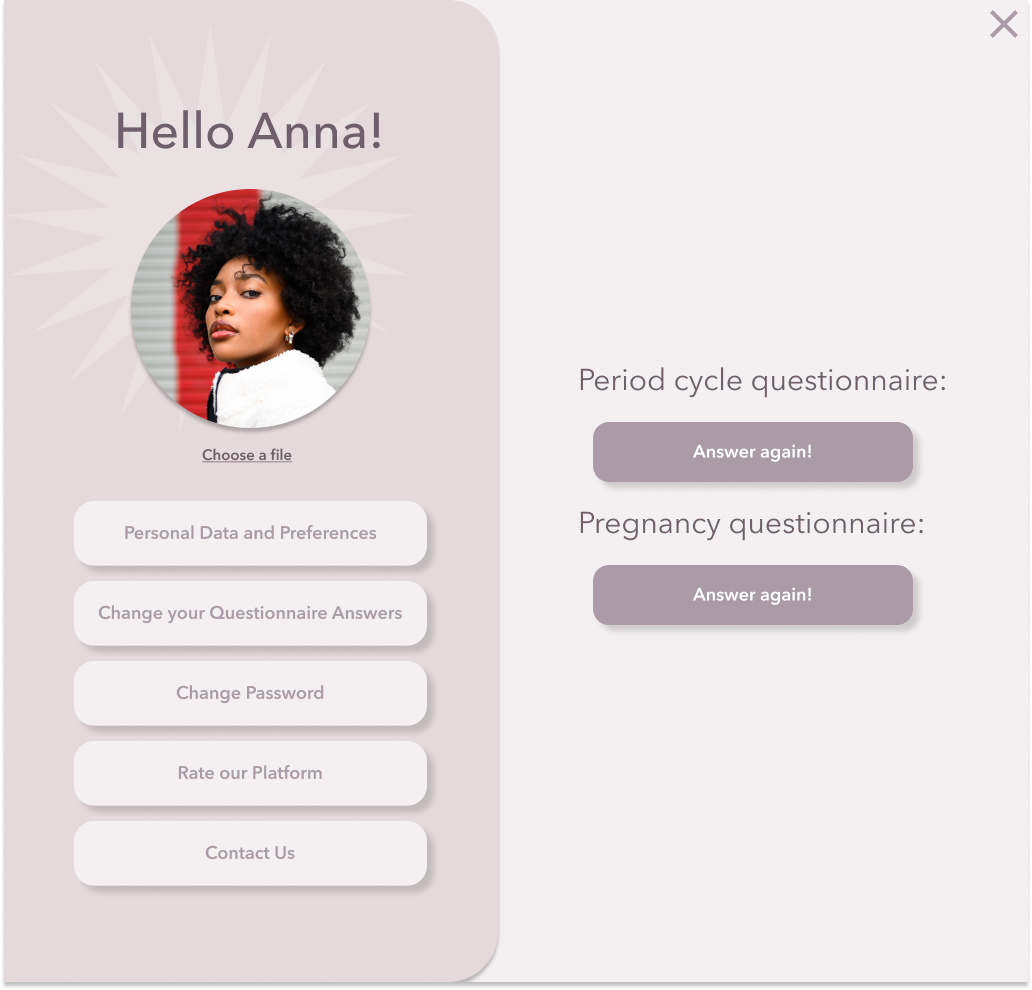 Hello Anna!
Choose a file
Personal Data and Preferences
Change your Questionnaire Answers
Change Password
Rate our Platform
Contact Us
Period cycle questionnaire:
Answer again!
Pregnancy questionnaire:
Answer again!